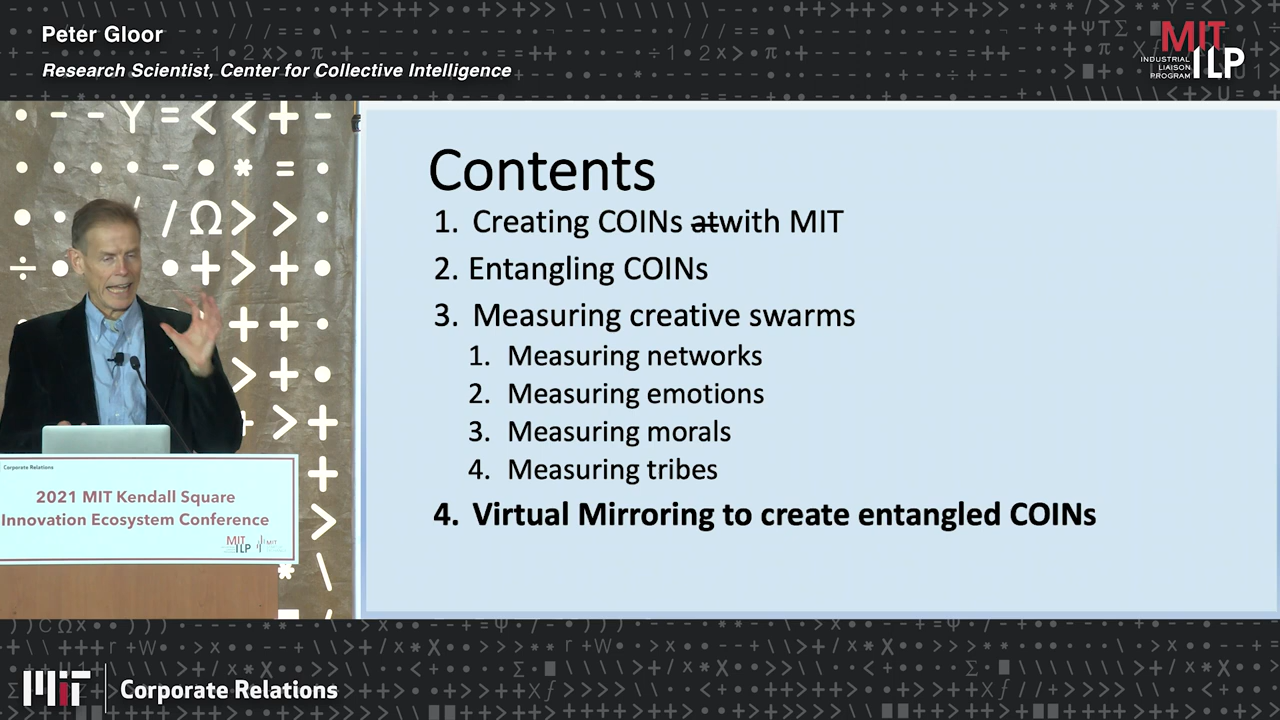 Peter Gloor
Research Scientist, Center for Collective Intelligence
MIT
INDUSTRIAL
LIAISON
PROGRAM
ILP
Contents
1. Creating COINs atwith MIT
2. Entangling COINs
3. Measuring creative swarms
1. Measuring networks
2. Measuring emotions
3. Measuring morals
4. Measuring tribes
4. Virtual Mirroring to create entangled COINs
Corporate Relations
2021 MIT Kendall Square
Innovation Ecosystem Conference
MIT
ILP
MIT
Corporate Relations